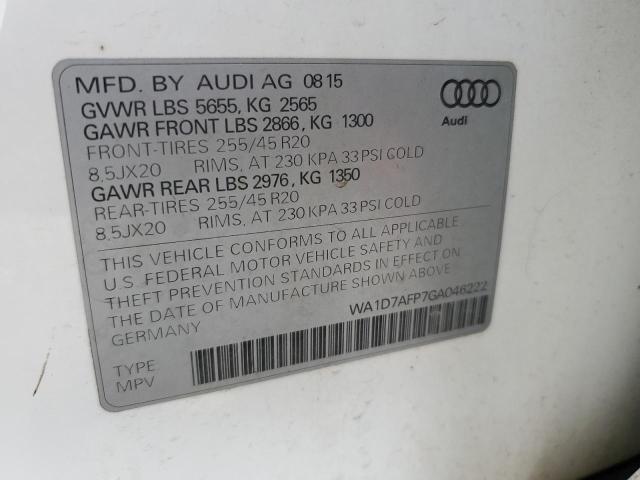 MFD. BY AUDI AG 08 15
GVWR LBS 5655, KG 2565
GAWR FRONT LBS 2866, KG 1300
FRONT-TIRES 255/45 R20
8,5JX20 RIMS, AT 230 KPA 33 PSI COLD
GAWR REAR LBS 2976, KG 1350
REAR-TIRES 255/45 R20
8,5JX20 RIMS, AT 230 KPA 33 PSI COLD
Audi
THIS VEHICLE CONFORMS TO ALL APPLICABLE
U.S. FEDERAL MOTOR VEHICLE SAFETY AND
THEFT PREVENTION STANDARDS IN EFFECT ON
THE DATE OF MANUFACTURE SHOWN ABOVE
GERMANY
WA1D7AFP7GA046222
TYPE
MPV